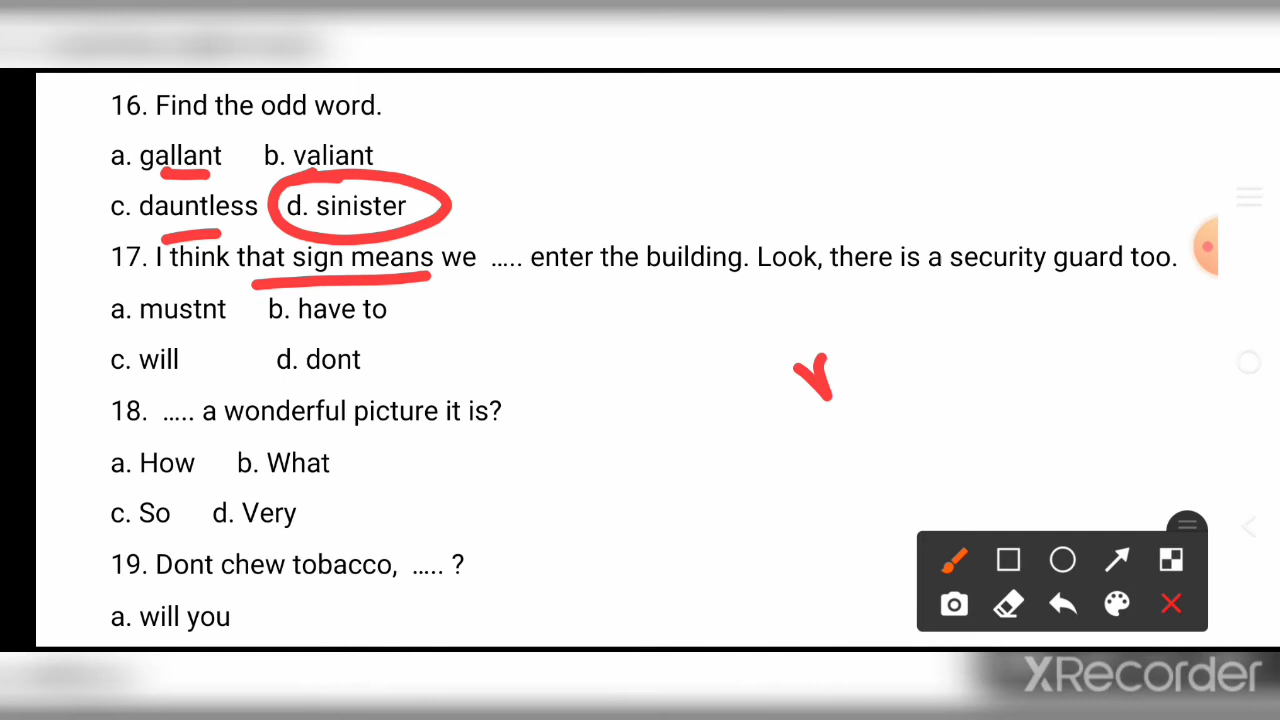 16. Find the odd word.
a. gallant b. valiant
c. dauntless d. sinister
17. I think that sign means we ..... enter the building. Look, there is a security guard too.
a. mustnt b. have to
c. will d. dont
18. ..... a wonderful picture it is?
a. How b. What
c. So d. Very
19. Dont chew tobacco, ..... ?
a. will you
XRecorder